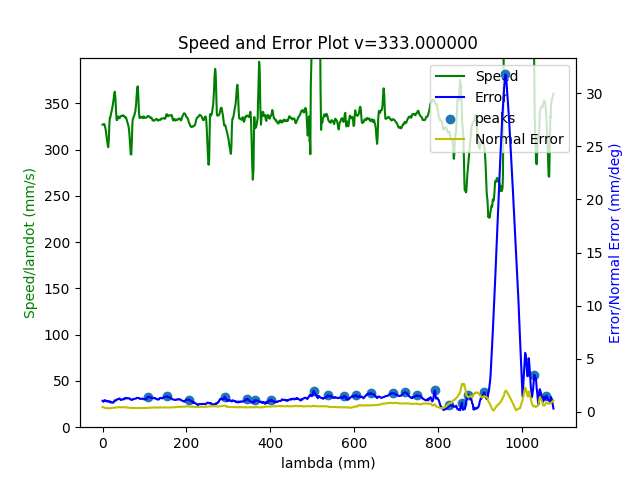 Speed and Error Plot v=333.000000
Speed
Error
peaks
Normal Error
350
300
250
200
150
100
50
0
30
25
20
15
10
5
0
0
200
400
600
800
1000
Speed/lamdot (mm/s)
Error/Normal Error (mm/deg)
lambda (mm)